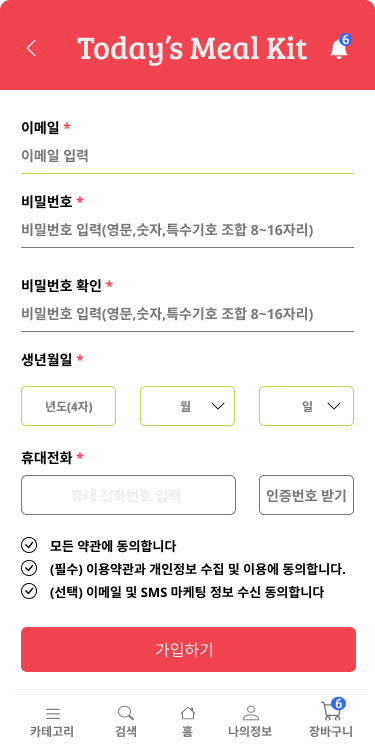 Today's Meal Kit
6
이메일 *
이메일 입력
비밀번호 *
비밀번호 입력(영문,숫자,특수기호 조합 8~16자리)
비밀번호 확인 *
비밀번호 입력(영문,숫자,특수기호 조합 8~16자리)
생년월일 *
년도(4자) 월 일
휴대전화 *
휴대 전화번호 입력 인증번호 받기
모든 약관에 동의합니다
(필수) 이용약관과 개인정보 수집 및 이용에 동의합니다.
(선택) 이메일 및 SMS 마케팅 정보 수신 동의합니다
가입하기
6
카테고리 검색 홈 나의정보 장바구니